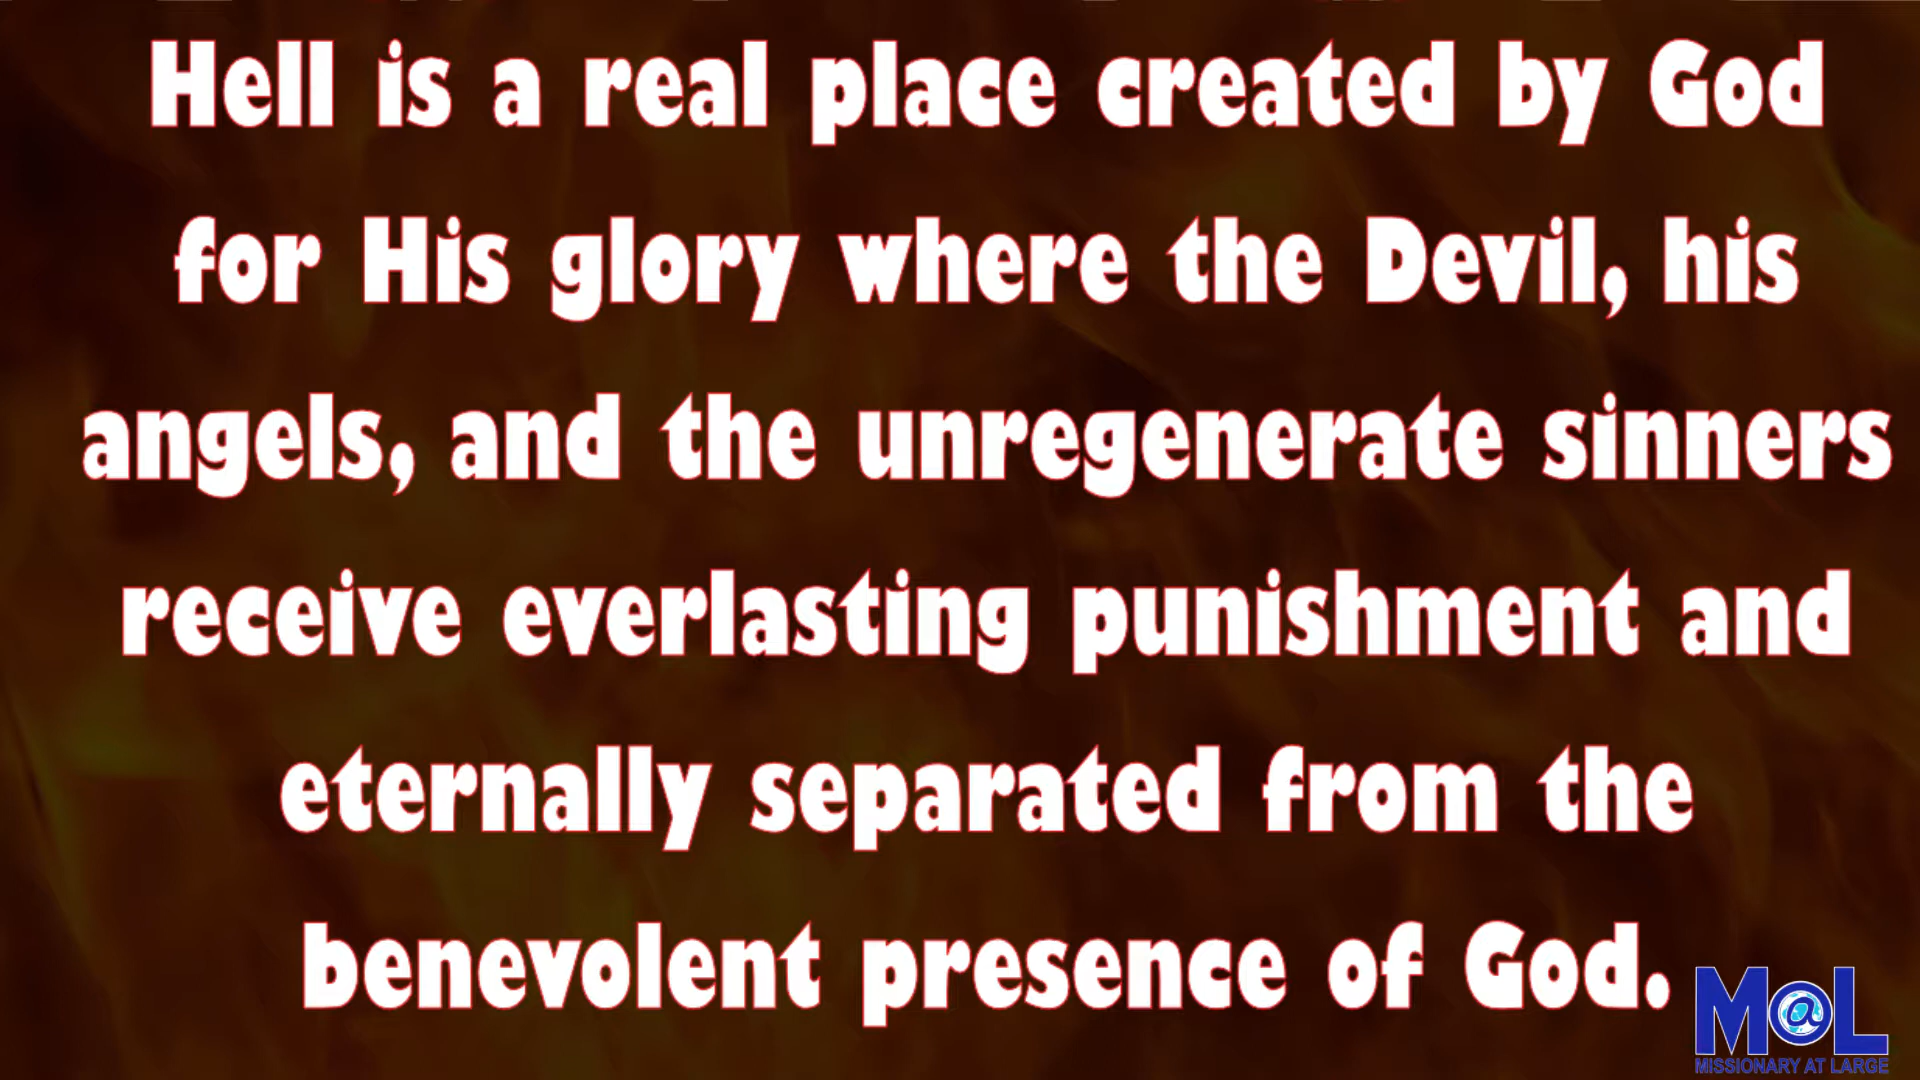 Hell is a real place created by God
for His glory where the Devil, his
angels, and the unregenerate sinners
receive everlasting punishment and
eternally separated from the
benevolent presence of God.
M@L
MISSIONARY AT LARGE